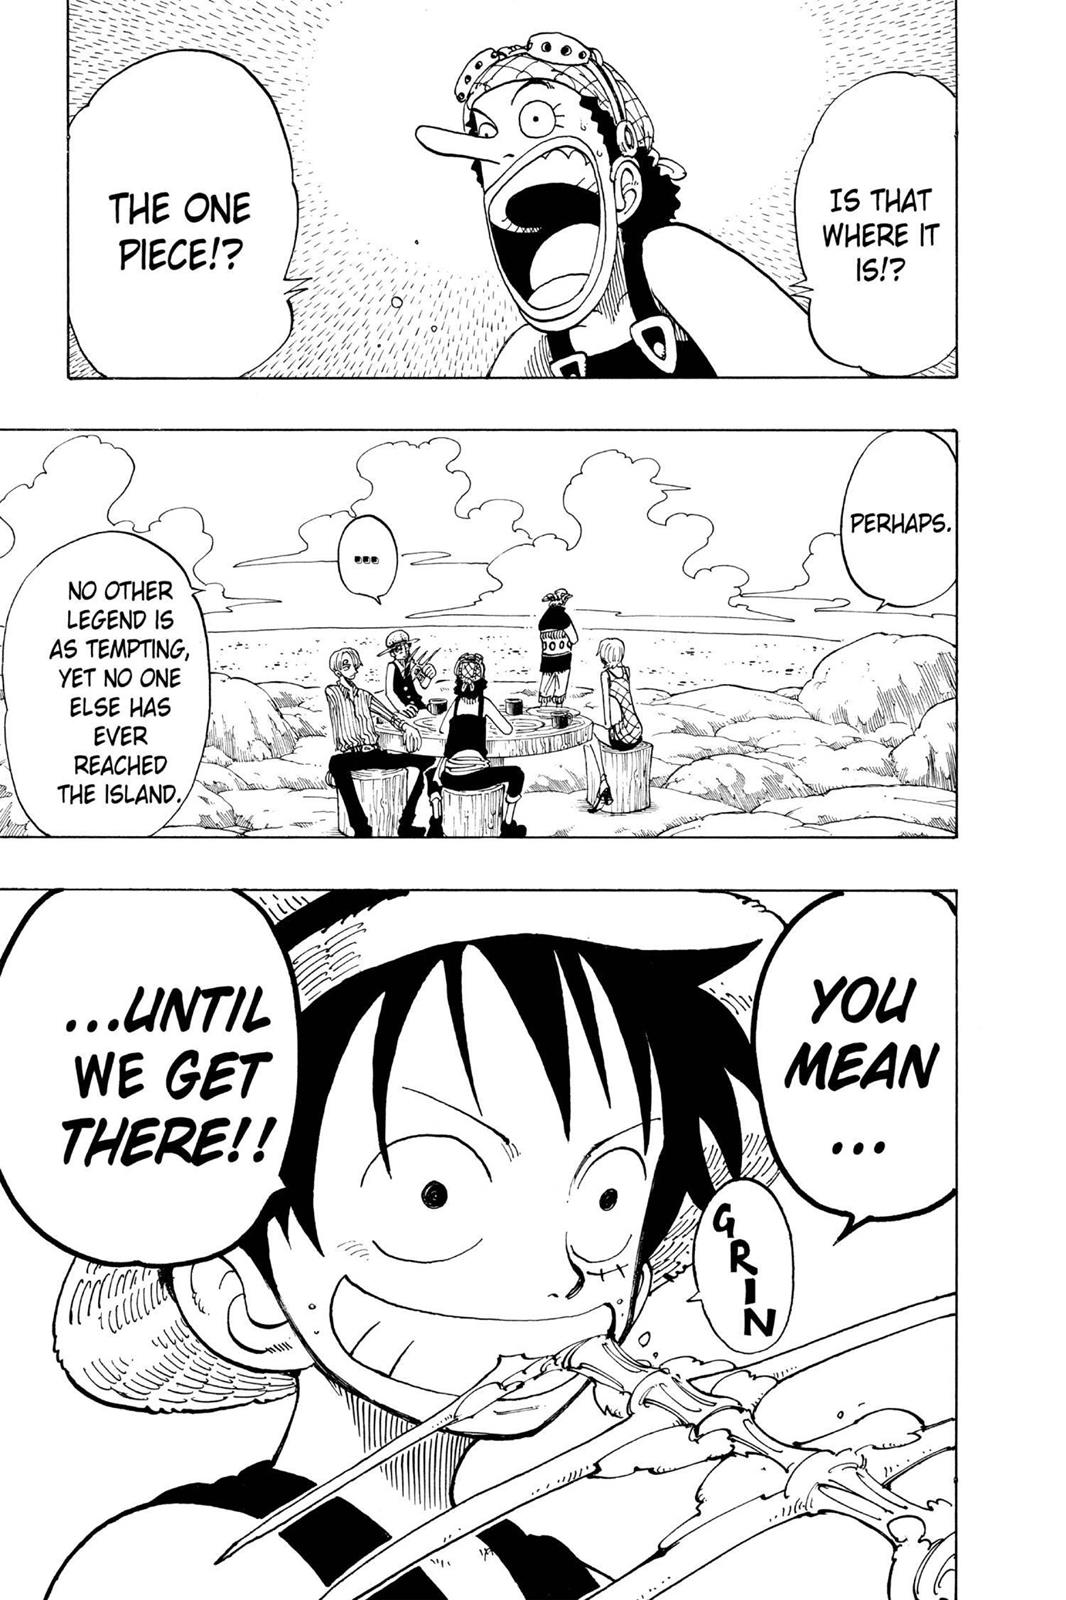 IS THAT
WHERE IT
IS!?
THE ONE
PIECE!?
PERHAPS.
...
NO OTHER
LEGEND IS
AS TEMPTING,
YET NO ONE
ELSE HAS
EVER
REACHED
THE ISLAND.
YOU
MEAN
...
GRIN
...UNTIL
WE GET
THERE!!